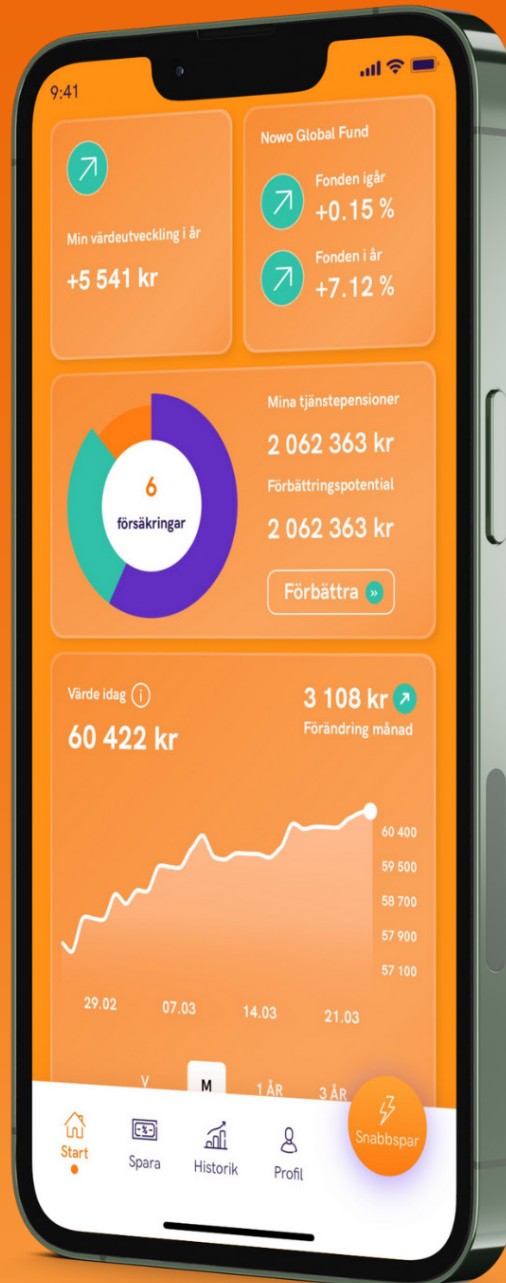 9:41
Min värdeutveckling i år
+5 541 kr
Nowo Global Fund
Fonden igår
+0.15 %
Fonden i år
+7.12 %
6
försäkringar
Mina tjänstepensioner
2 062 363 kr
Förbättringspotential
2 062 363 kr
Förbättra »
Värde idag i
60 422 kr
3 108 kr
Förändring månad
60 400
59 500
58 700
57 900
57 100
29.02 07.03 14.03 21.03
V M 1 ÅR 3 ÅR
Start Spara Historik Profil Snabbspar